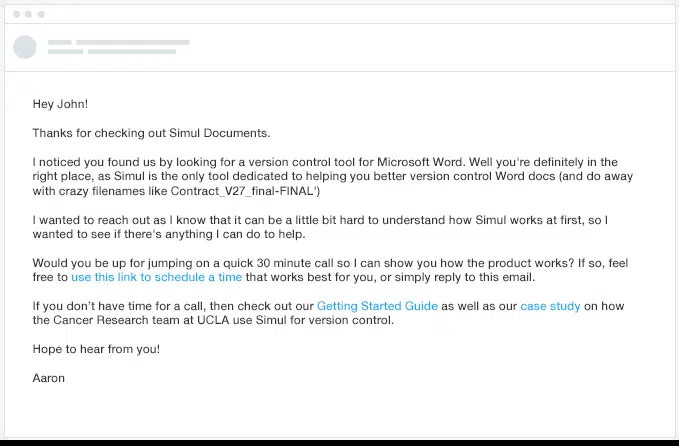 Hey John!
Thanks for checking out Simul Documents.
I noticed you found us by looking for a version control tool for Microsoft Word. Well you're definitely in the
right place, as Simul is the only tool dedicated to helping you better version control Word docs (and do away
with crazy filenames like Contract_V27_final-FINAL')
I wanted to reach out as I know that it can be a little bit hard to understand how Simul works at first, so I
wanted to see if there's anything I can do to help.
Would you be up for jumping on a quick 30 minute call so I can show you how the product works? If so, feel
free to use this link to schedule a time that works best for you, or simply reply to this email.
If you don’t have time for a call, then check out our Getting Started Guide as well as our case study on how
the Cancer Research team at UCLA use Simul for version control.
Hope to hear from you!
Aaron